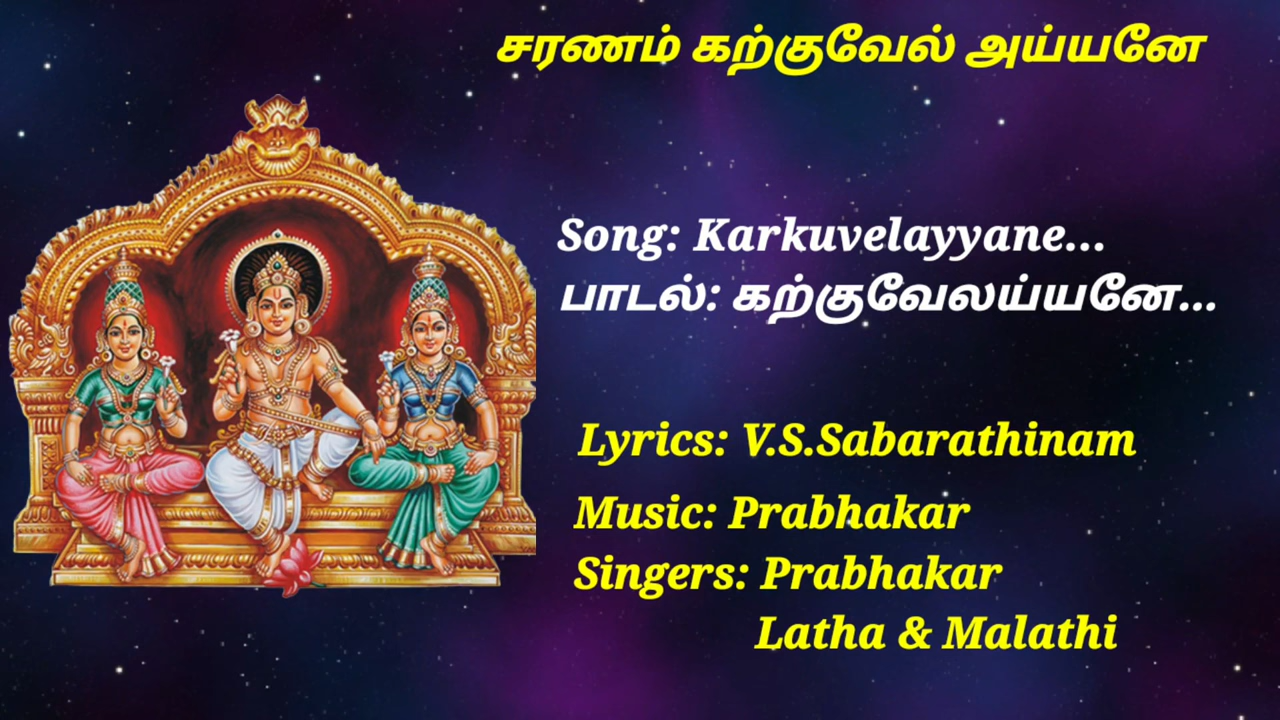 சரணம் கற்குவேல் அய்யனே
Song: Karkuvelayyane...
பாடல்: கற்குவேலய்யனே...
Lyrics: V.S.Sabarathinam
Music: Prabhakar
Singers: Prabhakar
Latha & Malathi